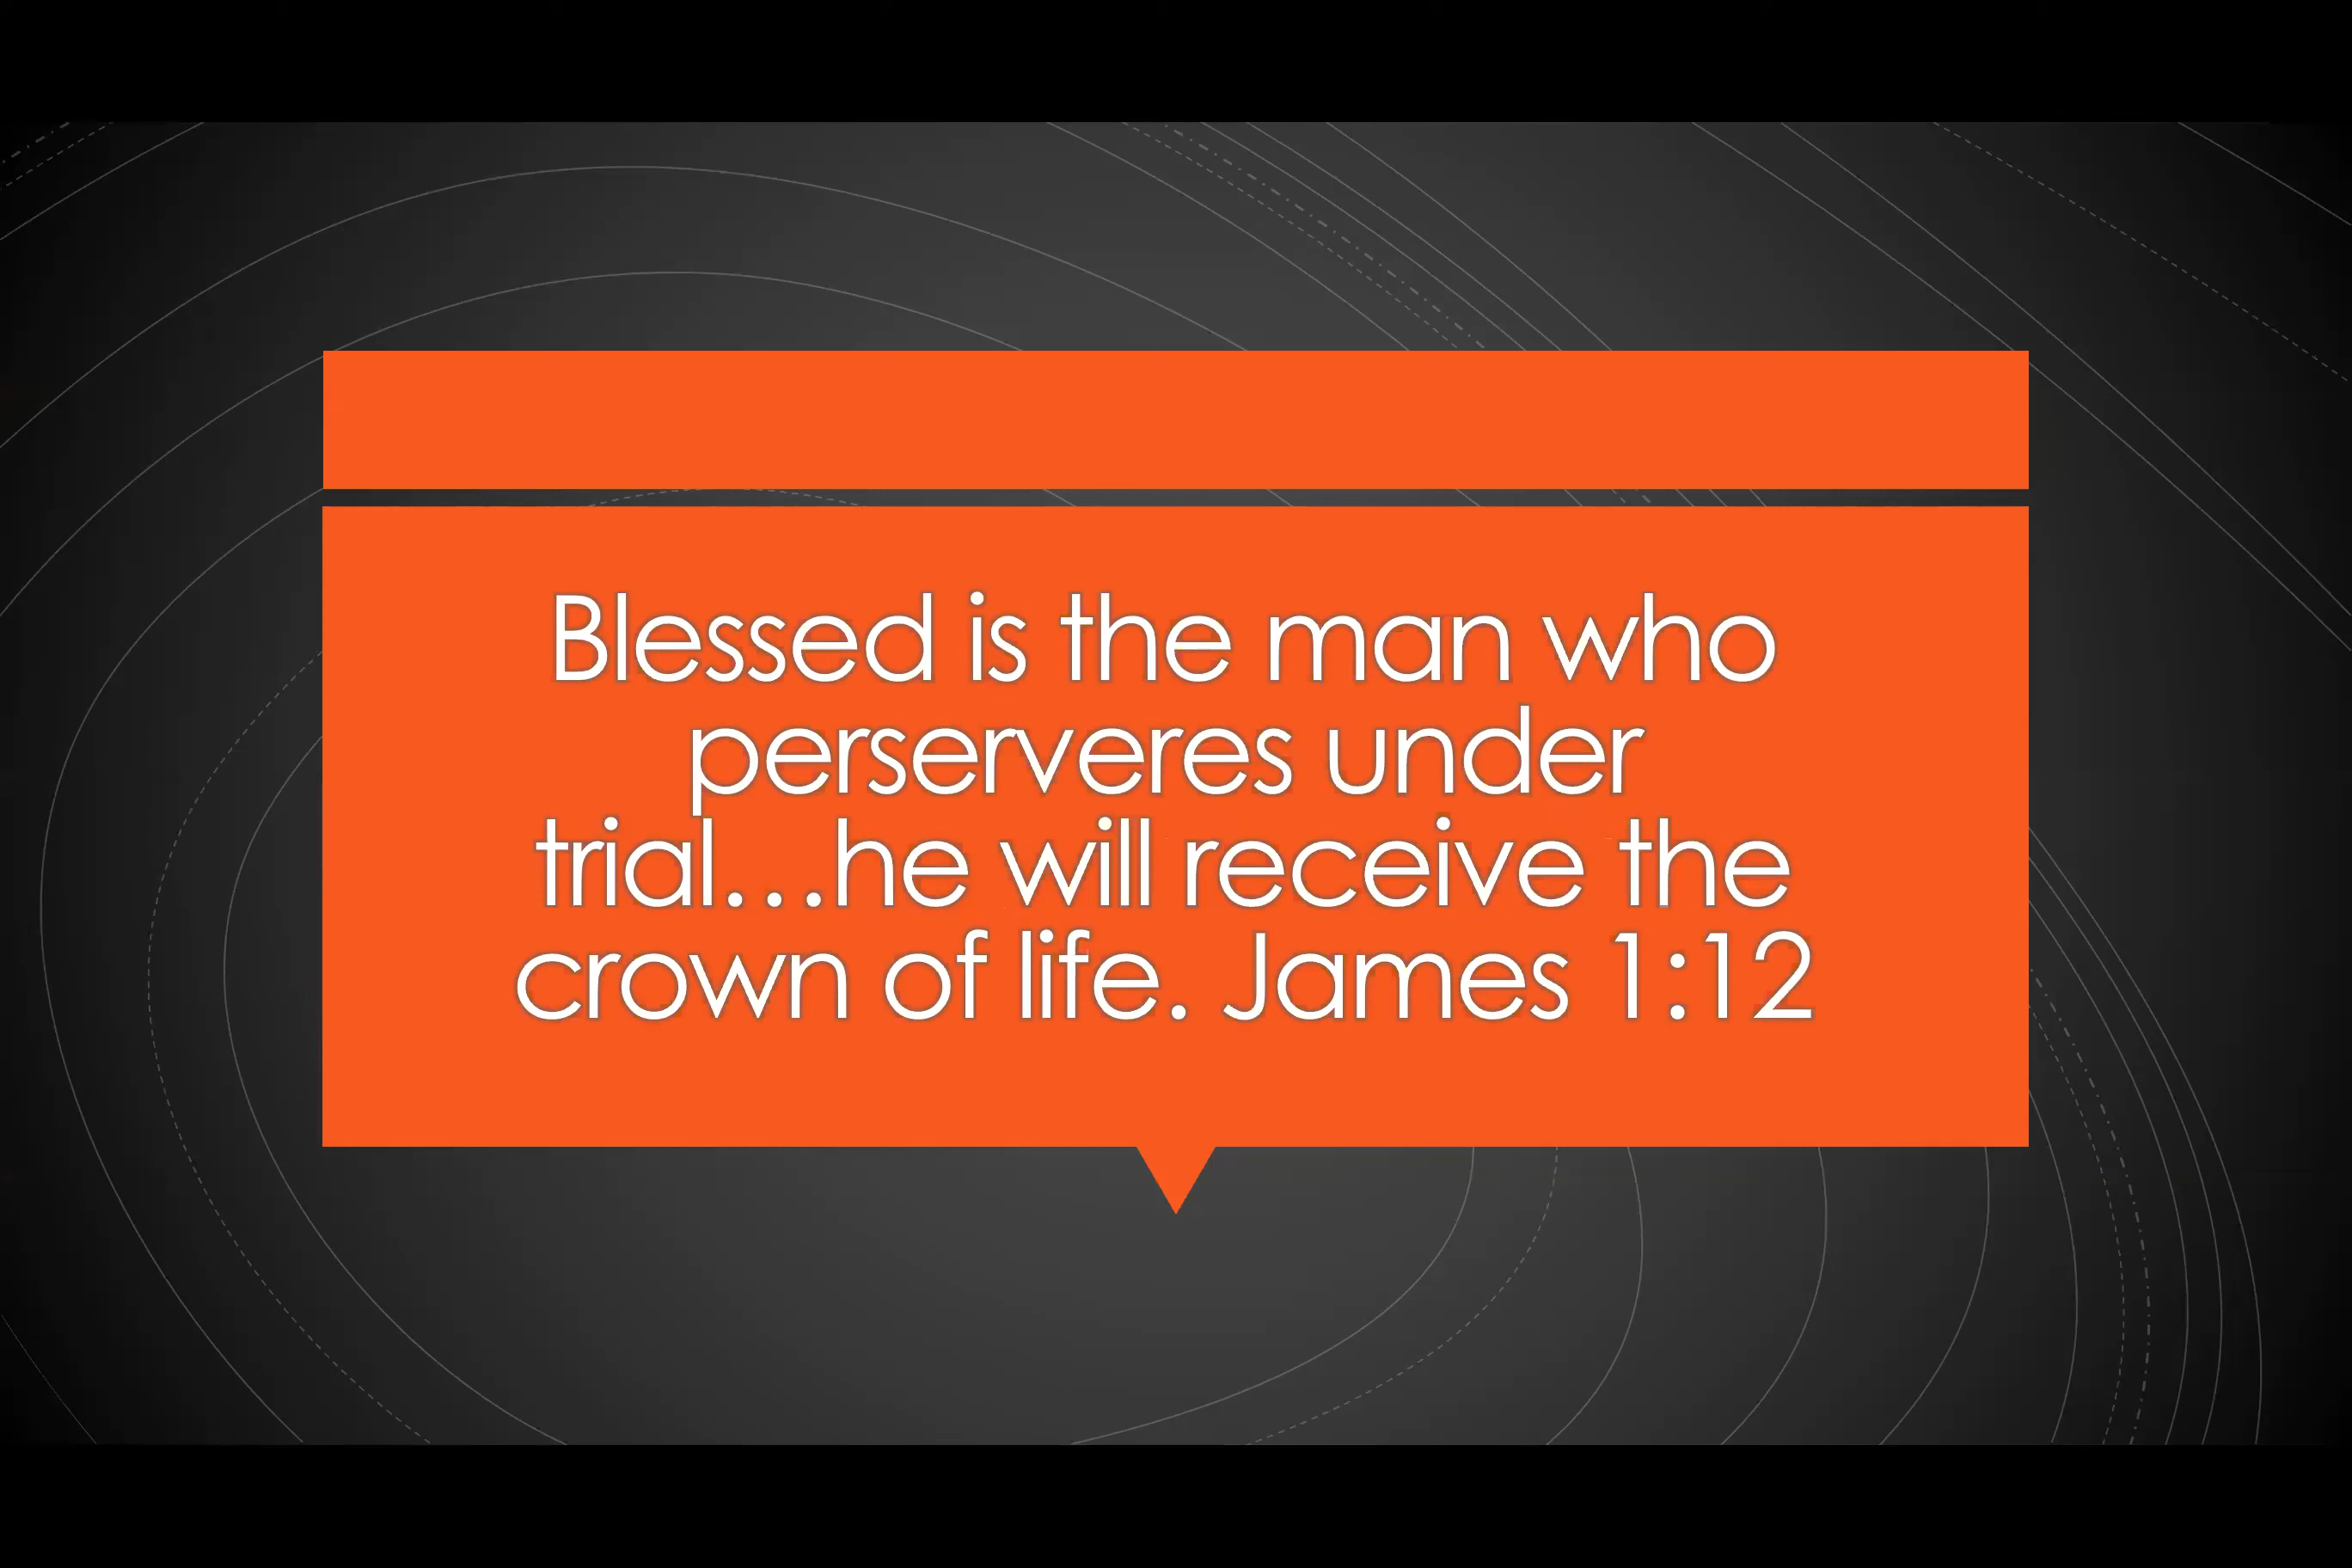 Blessed is the man who
perserveres under
trial...he will receive the
crown of life. James 1:12